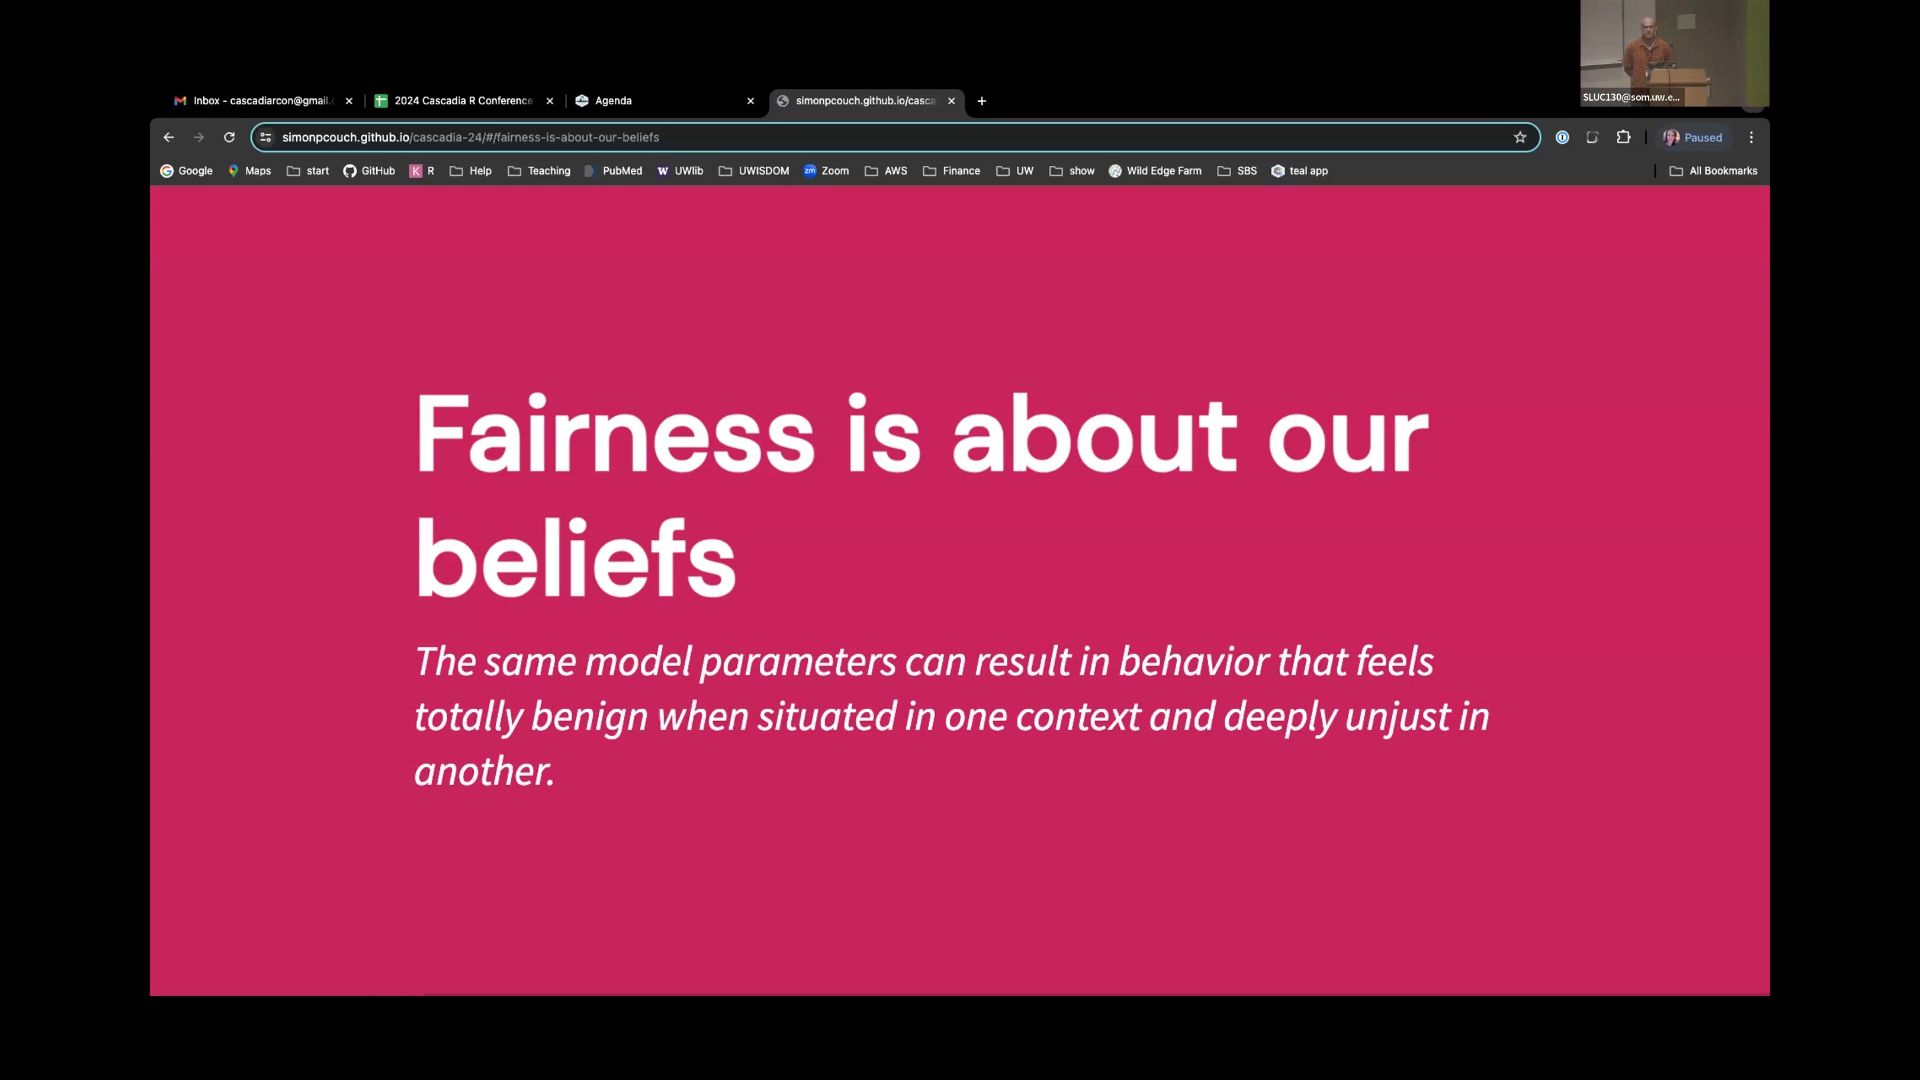 SLUC130@som.uw.e...
Inbox - cascadiarcon@gmail.
2024 Cascadia R Conference
Agenda
simonpcouch.github.io/casca
simonpcouch.github.io/cascadia-24/#/fairness-is-about-our-beliefs
Paused
Google
Maps
start
GitHub
K R
Help
Teaching
PubMed
W UWlib
UWISDOM
zm Zoom
AWS
Finance
UW
show
Wild Edge Farm
SBS
teal app
All Bookmarks
Fairness is about our
beliefs
The same model parameters can result in behavior that feels
totally benign when situated in one context and deeply unjust in
another.